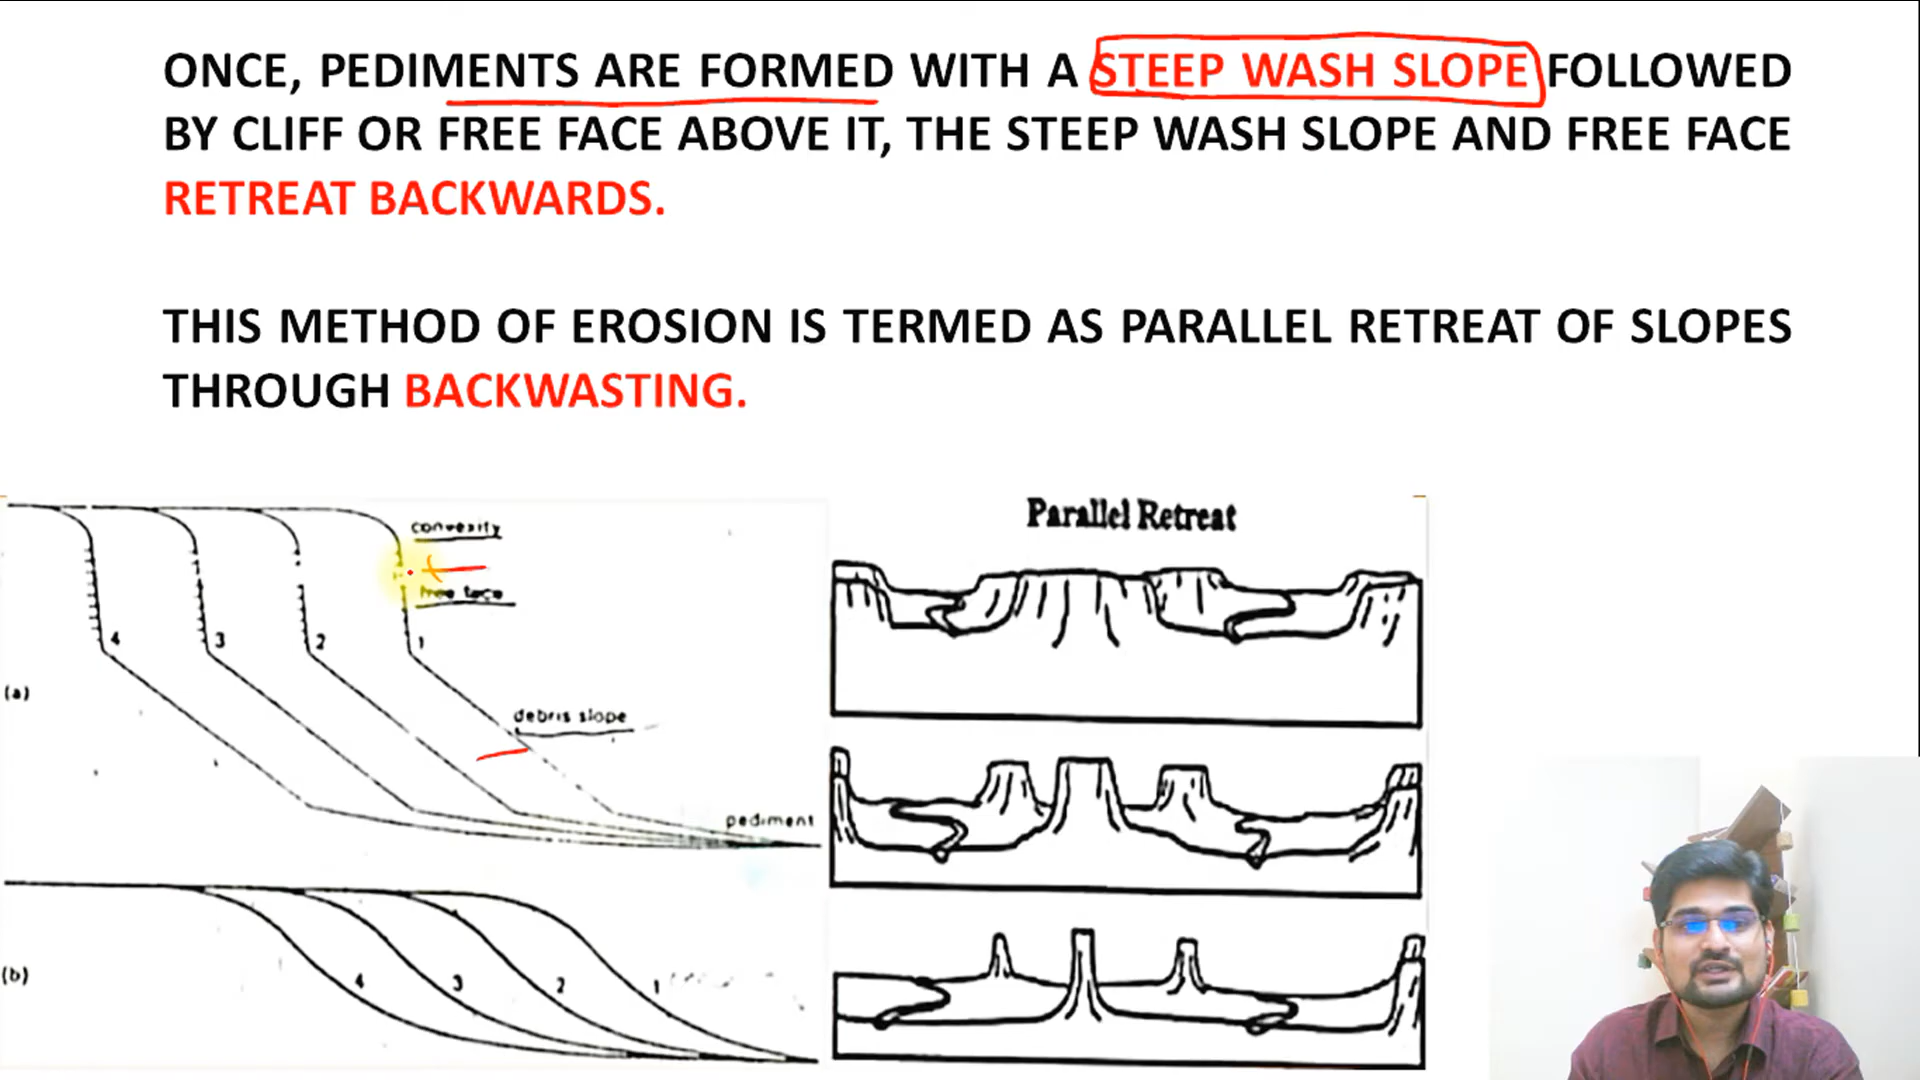 ONCE, PEDIMENTS ARE FORMED WITH A STEEP WASH SLOPE FOLLOWED
BY CLIFF OR FREE FACE ABOVE IT, THE STEEP WASH SLOPE AND FREE FACE
RETREAT BACKWARDS.
THIS METHOD OF EROSION IS TERMED AS PARALLEL RETREAT OF SLOPES
THROUGH BACKWASTING.
convexity
free face
4 3 2 1
(a)
debris slope
pediment
(b)
4 3 2 1
Parallel Retreat